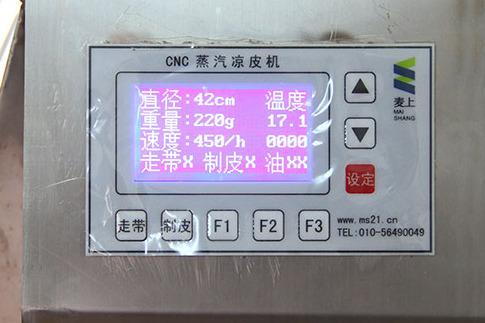 CNC 蒸汽凉皮机
直径:42cm 温度
重量:220g 17.1
速度:450/h 0000
走带x 制皮x 油xx
麦上
MAI
SHANG
设定
走带 制皮 F1 F2 F3
www.ms21.cn
TEL:010-56490049